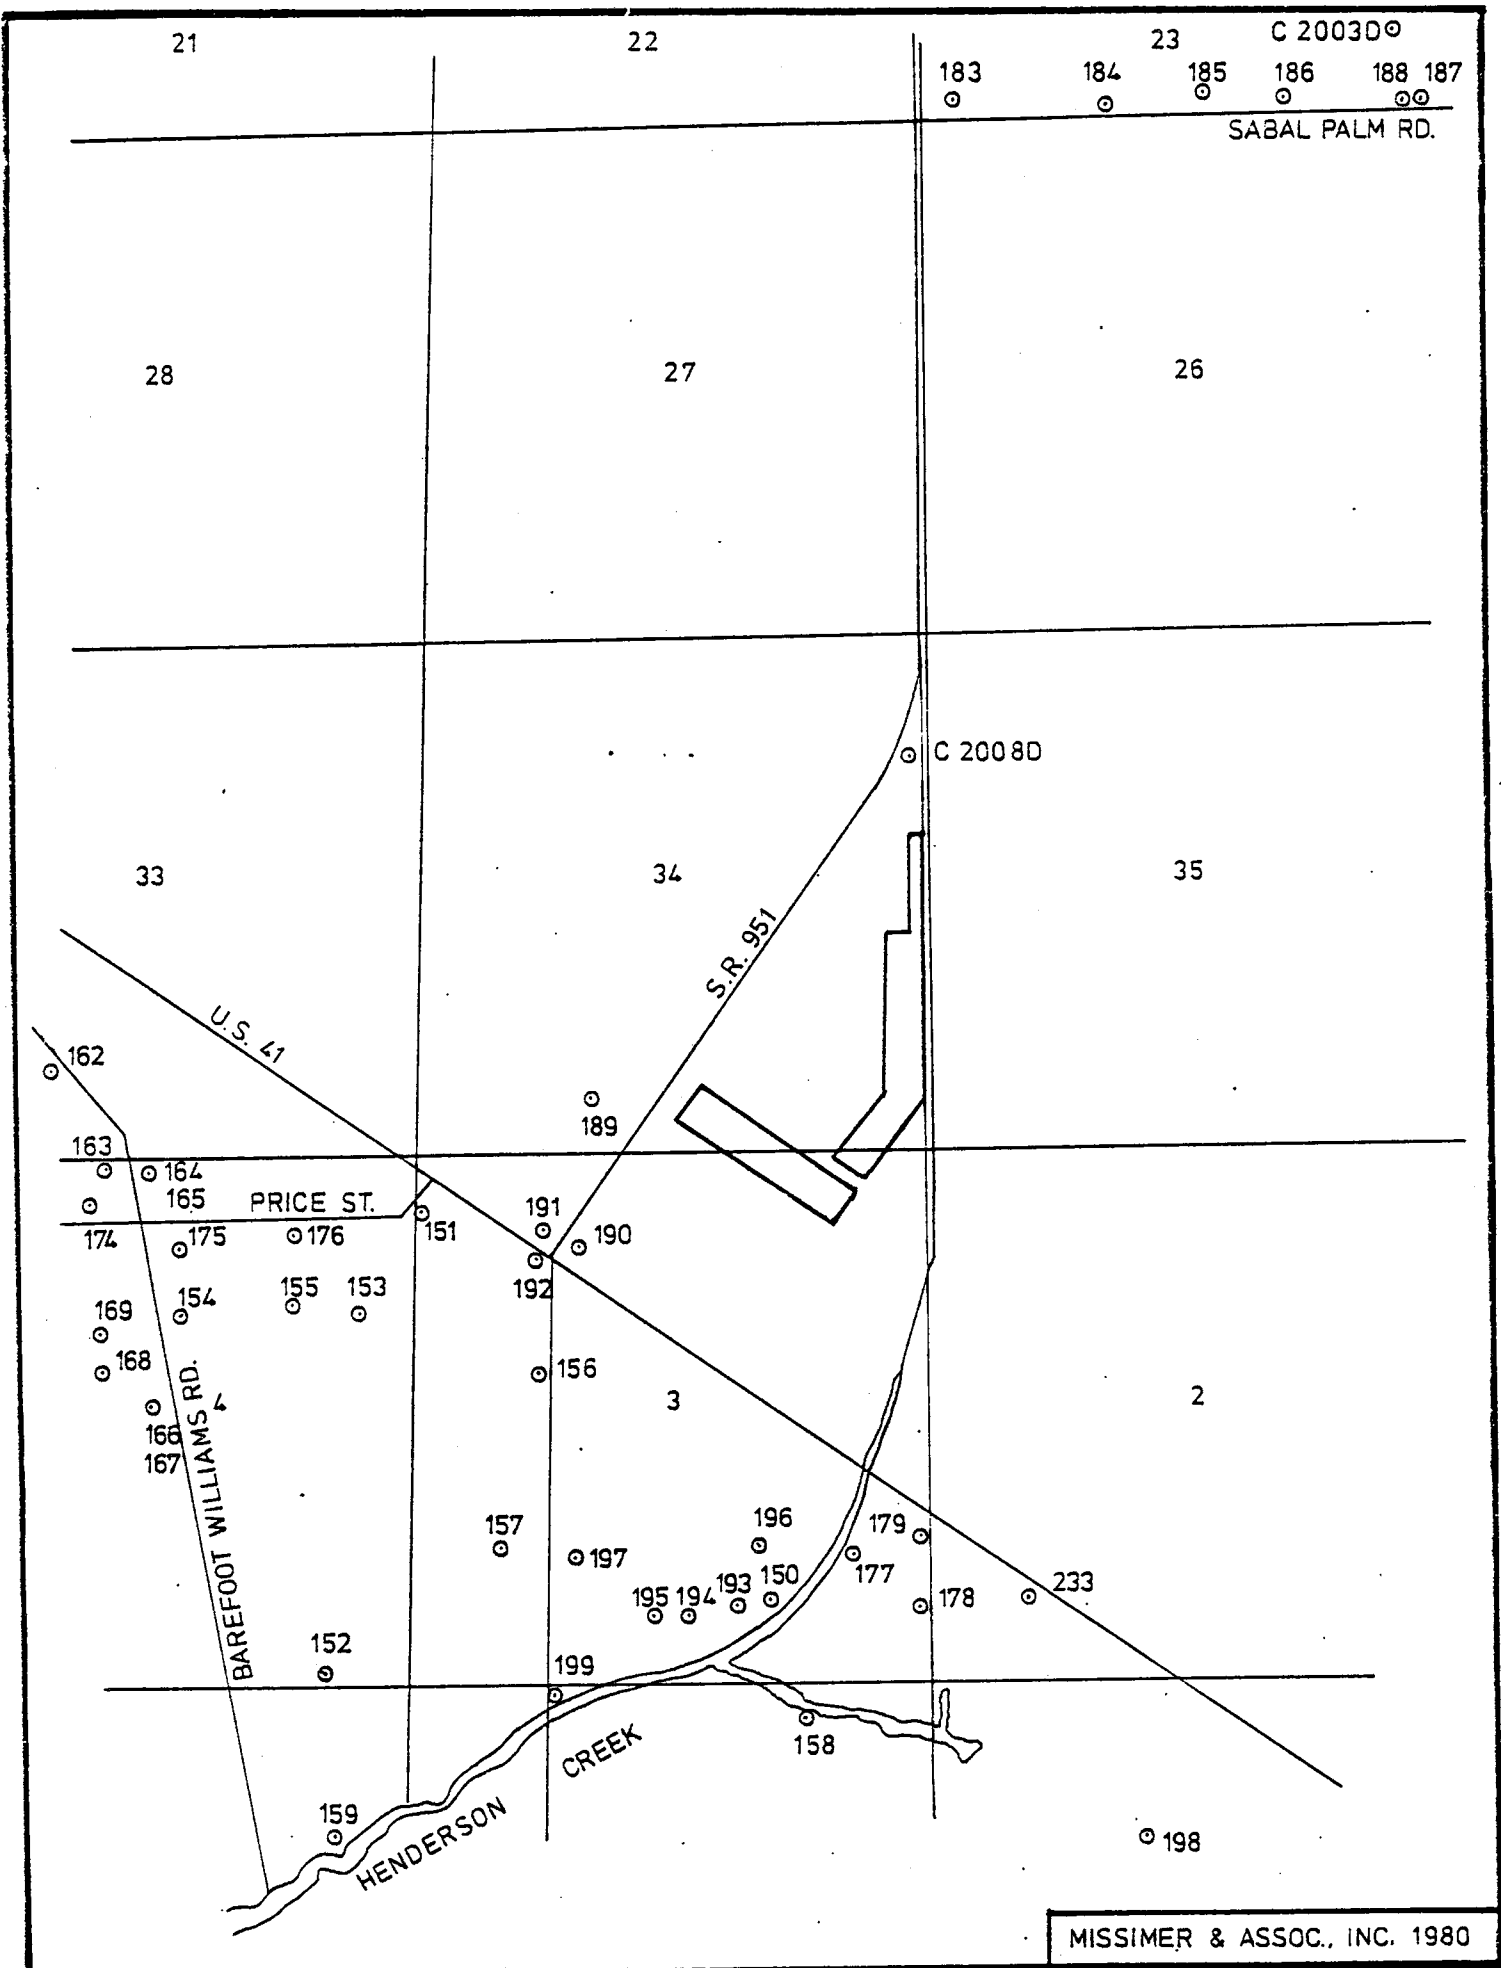 21 22 23 C 2003D
183 184 185 186 188 187
SABAL PALM RD.
28 27 26
C 2008D
33 34 35
S.R. 951
U.S. 41
162
189
163
164
165 PRICE ST.
151 191 190
174 175 176
192
155 153
154
169
168 156
4 3 2
166
167
BAREFOOT WILLIAMS RD.
157 197 196 179
177
195 194 193 150 178 233
152 199
158
CREEK
HENDERSON
159
198
MISSIMER & ASSOC., INC. 1980